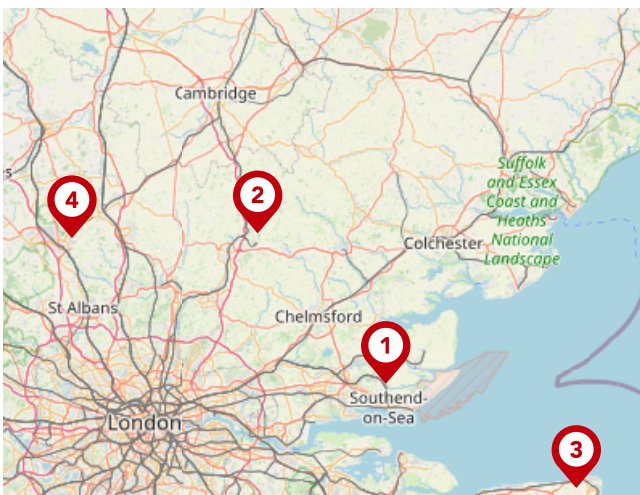 Cambridge
s
Suffolk
and Essex
Coast and
Heaths
National
Landscape
2
4
Colchester
St Albans
Chelmsford
1
Southend-
on-Sea
London
3